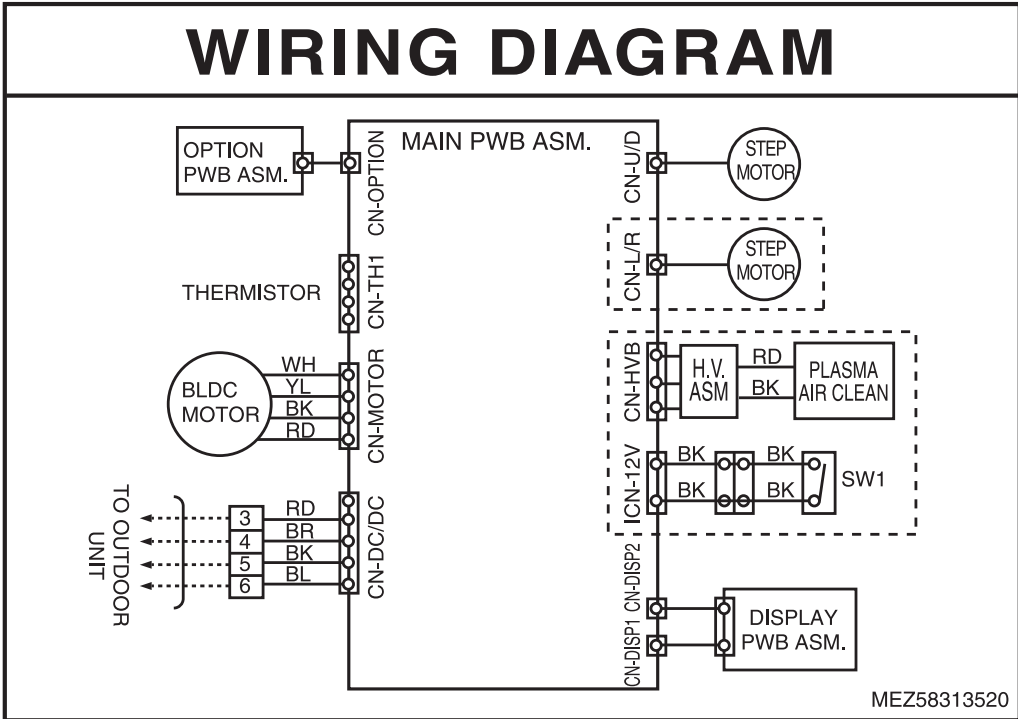 WIRING DIAGRAM
OPTION
PWB ASM.
CN-OPTION
MAIN PWB ASM.
CN-U/D
STEP
MOTOR
CN-L/R
STEP
MOTOR
THERMISTOR
CN-TH1
BLDC
MOTOR
WH
YL
BK
RD
CN-MOTOR
CN-HVB
H.V.
ASM
RD
BK
PLASMA
AIR CLEAN
ICN-12V
BK
BK
BK
BK
SW1
TO OUTDOOR
UNIT
3
4
5
6
RD
BR
BK
BL
CN-DC/DC
CN-DISP1
CN-DISP2
DISPLAY
PWB ASM.
MEZ58313520